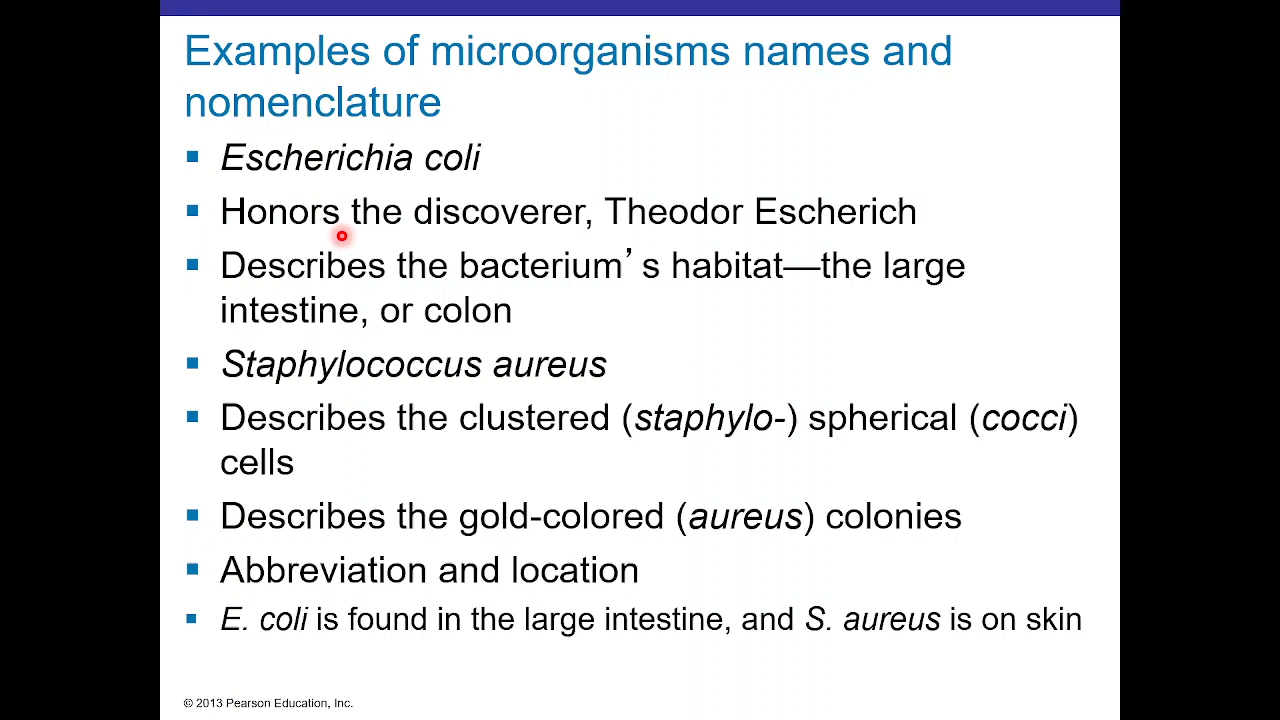 Examples of microorganisms names and
nomenclature
▪ Escherichia coli
▪ Honors the discoverer, Theodor Escherich
▪ Describes the bacterium’s habitat—the large
intestine, or colon
▪ Staphylococcus aureus
▪ Describes the clustered (staphylo-) spherical (cocci)
cells
▪ Describes the gold-colored (aureus) colonies
▪ Abbreviation and location
▪ E. coli is found in the large intestine, and S. aureus is on skin
© 2013 Pearson Education, Inc.